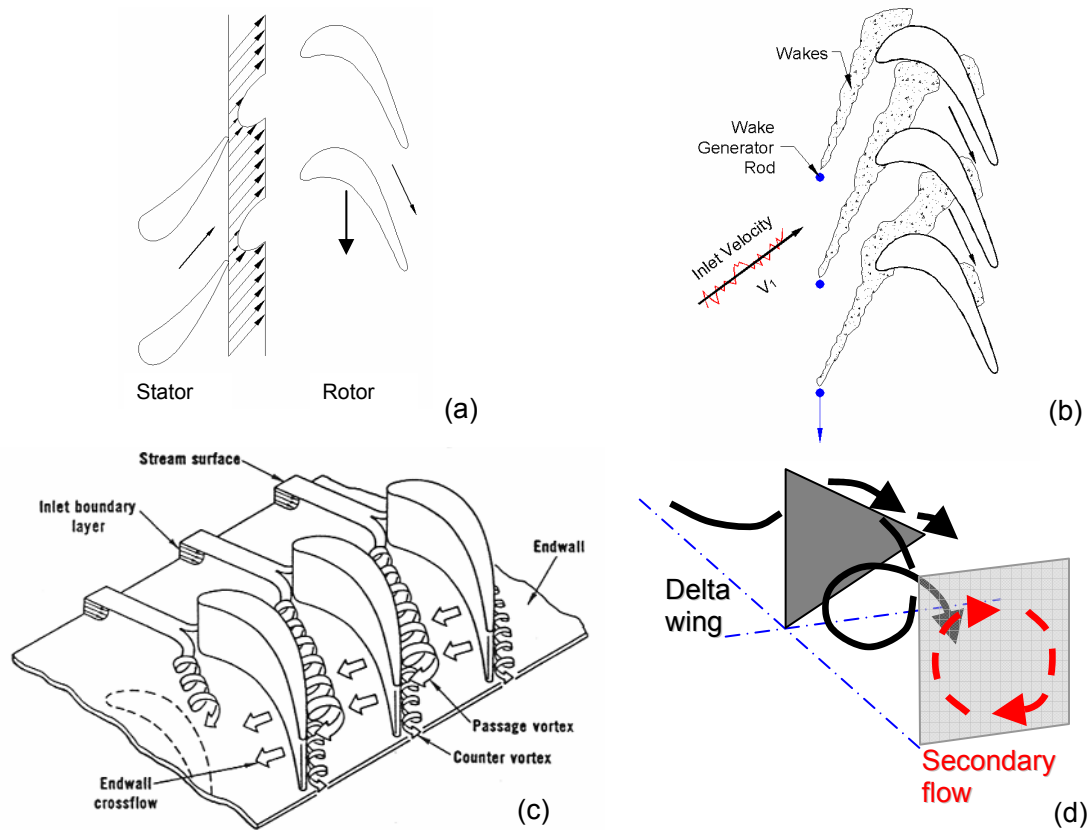 Stator
Rotor
(a)
Wakes
Wake
Generator
Rod
Inlet Velocity
V1
(b)
Stream surface
Inlet boundary
layer
Endwall
Passage vortex
Counter vortex
Endwall
crossflow
(c)
Delta
wing
Secondary
flow
(d)